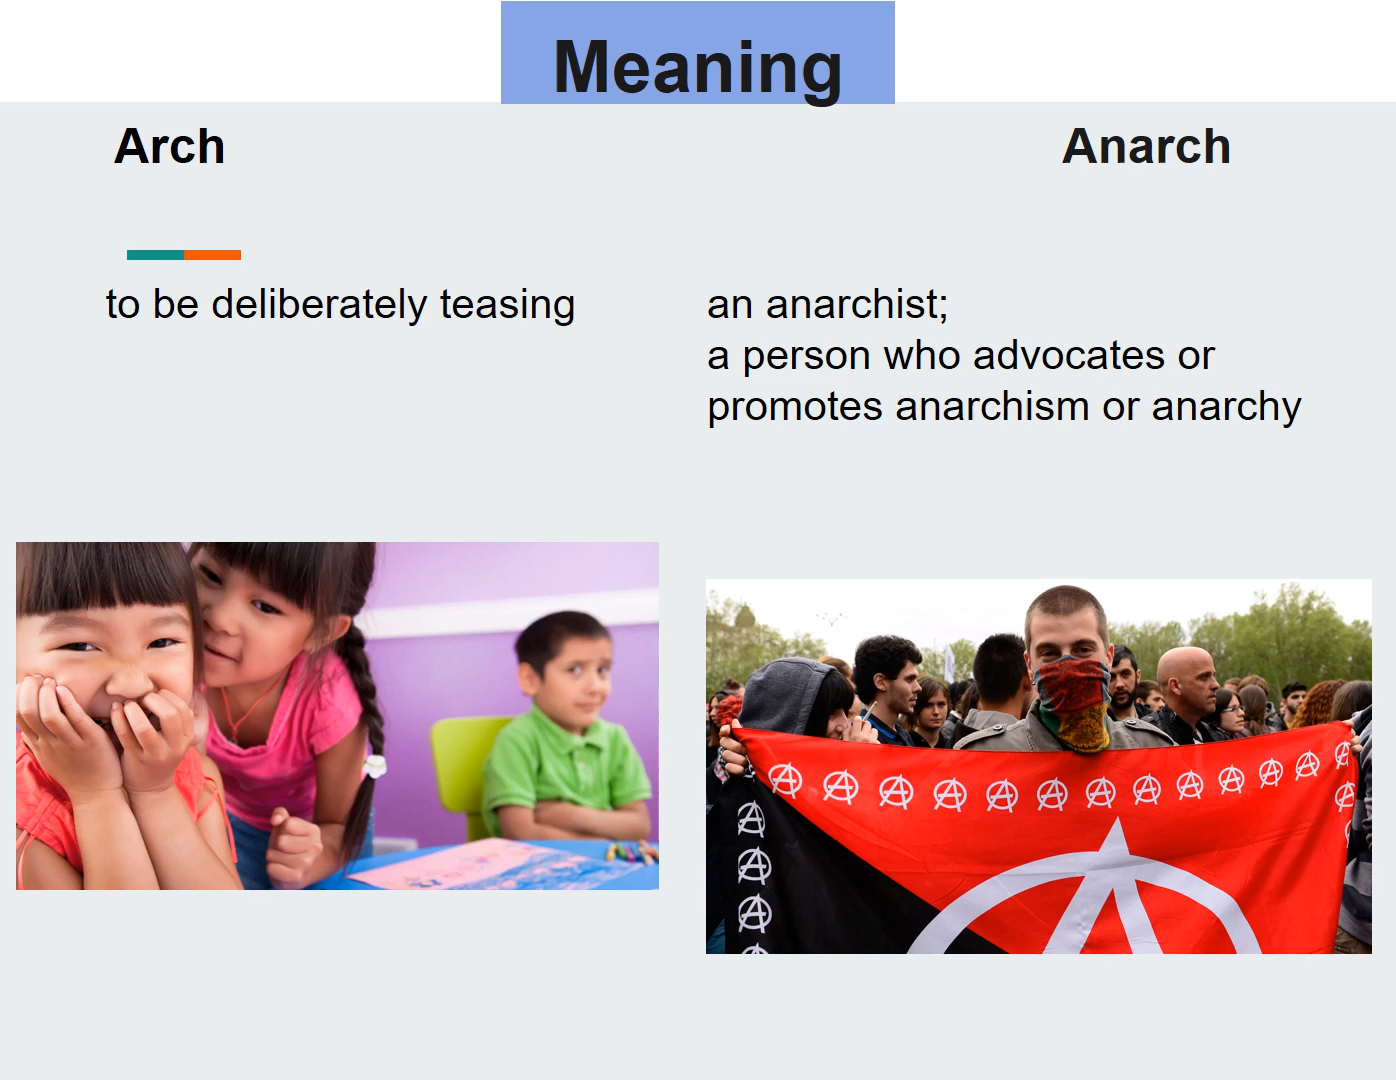 Meaning
Arch
Anarch
to be deliberately teasing
an anarchist;
a person who advocates or
promotes anarchism or anarchy